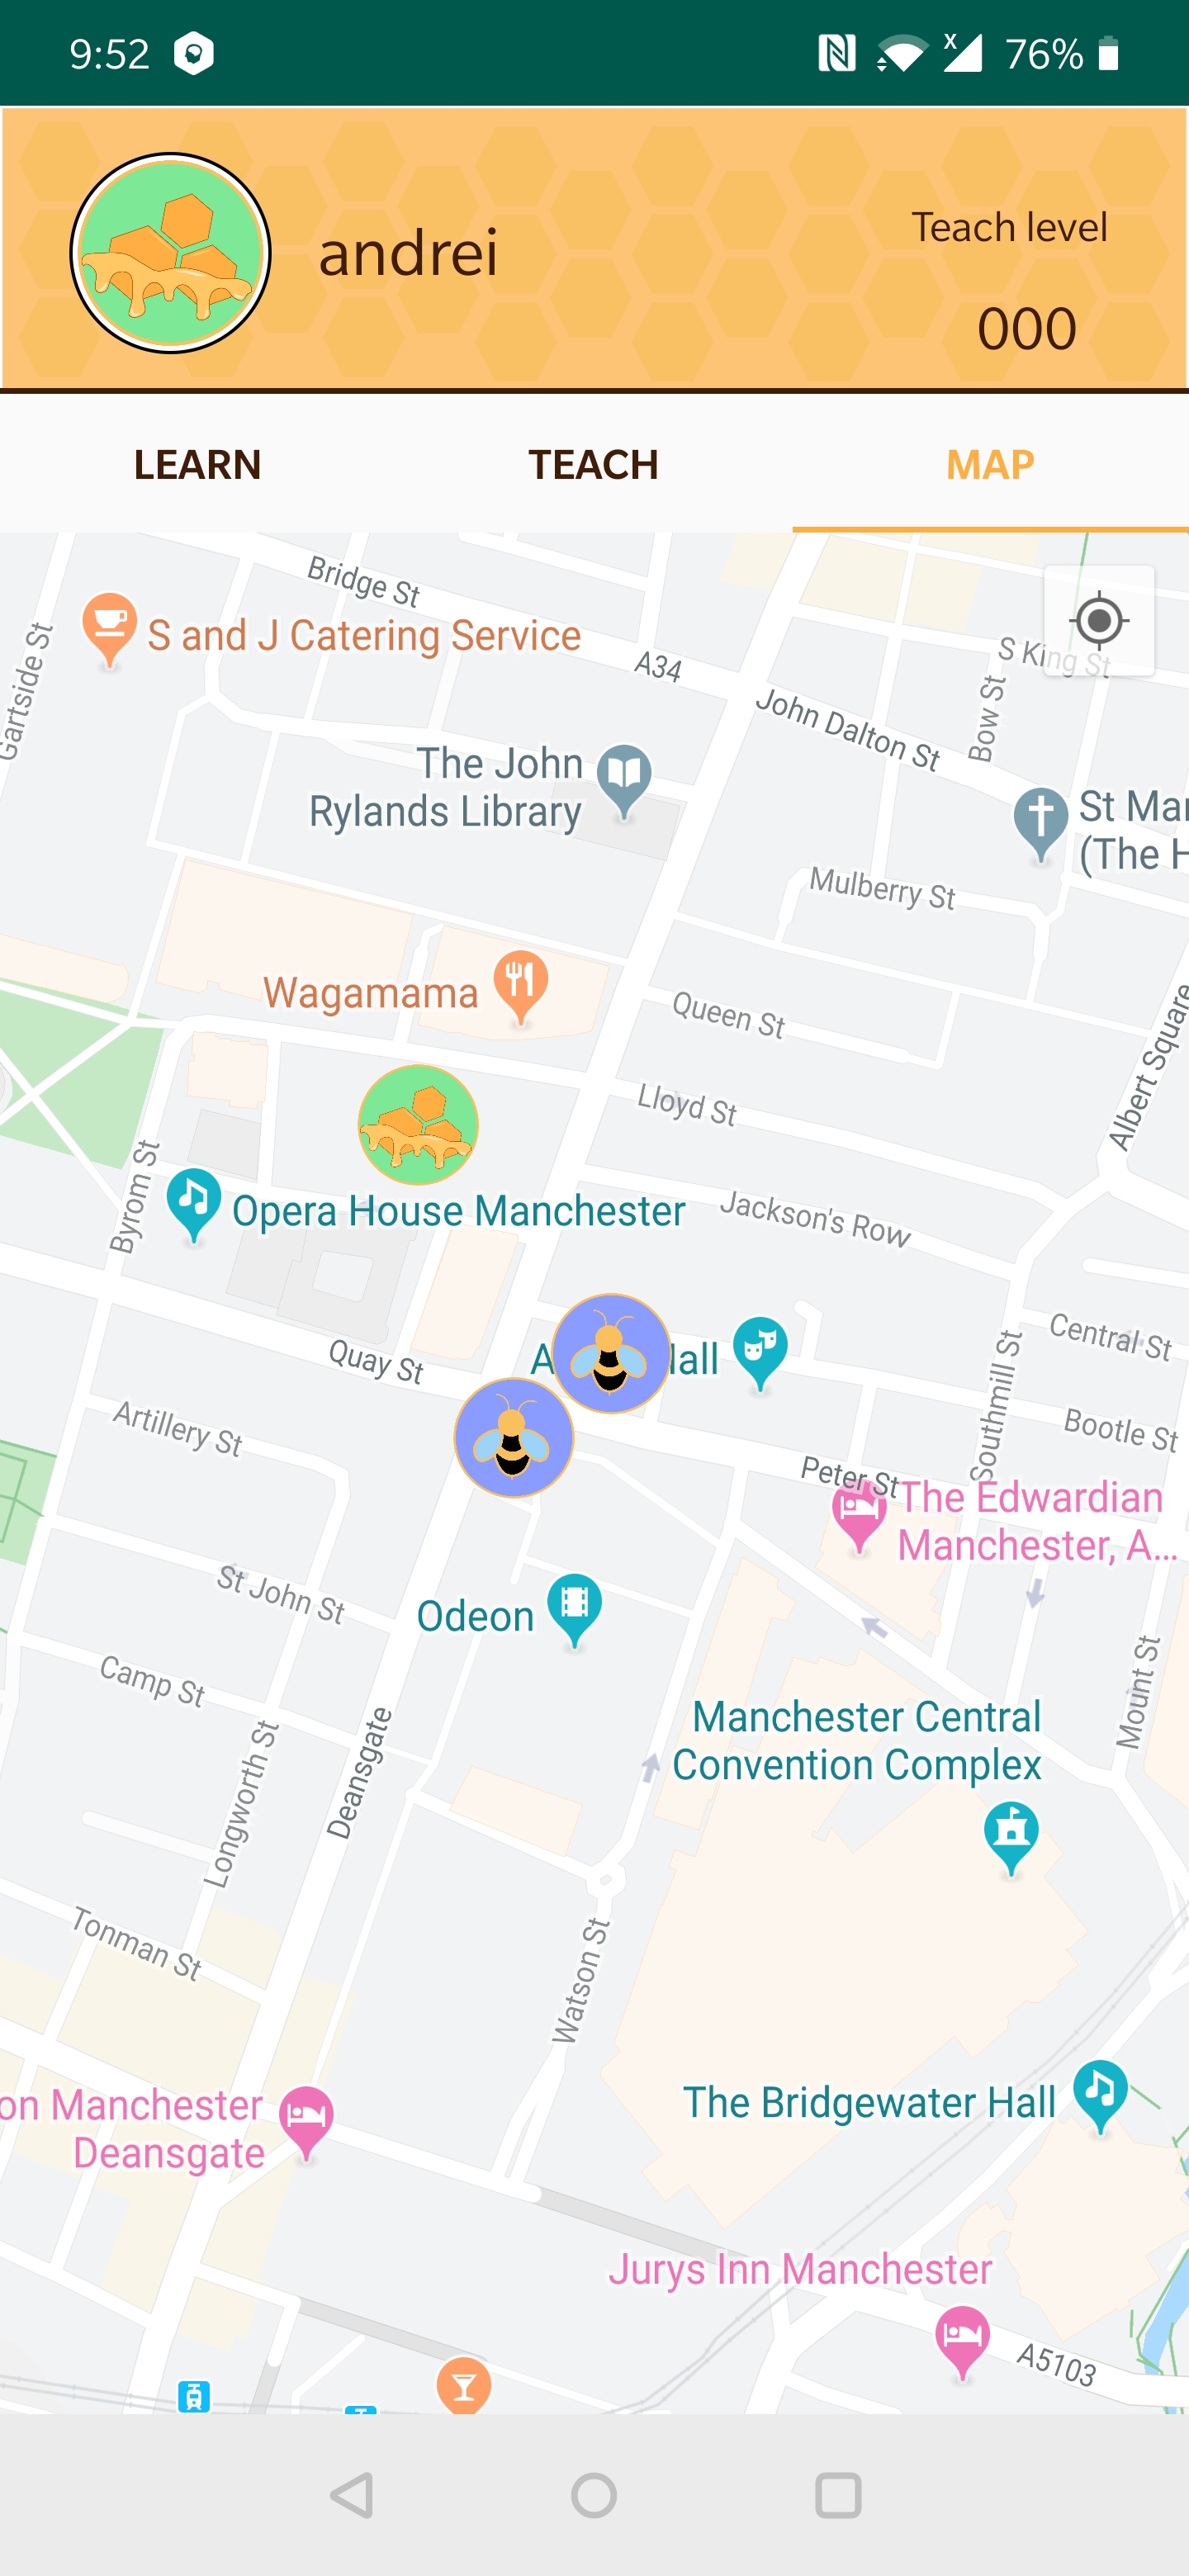 9:52
76%
andrei
Teach level
000
LEARN
TEACH
MAP
Bridge St
S and J Catering Service
A34
S King St
Gartside St
John Dalton St
Bow St
The John
Rylands Library
St Mar
(The H
Mulberry St
Wagamama
Queen St
Albert Square
Lloyd St
Byrom St
Opera House Manchester
Jackson's Row
Central St
Quay St
A
Hall
Southmill St
Artillery St
Bootle St
Peter St
The Edwardian
Manchester, A...
St John St
Odeon
Camp St
Mount St
Manchester Central
Convention Complex
Deansgate
Longworth St
Tonman St
Watson St
on Manchester
Deansgate
The Bridgewater Hall
Jurys Inn Manchester
A5103